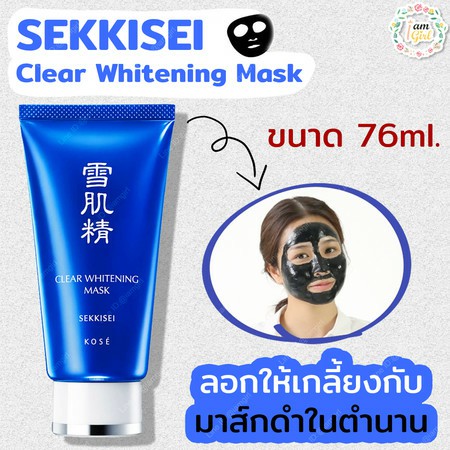 SEKKISEI
Clear Whitening Mask
i am
Girl
ขนาด 76ml.
雪肌精
CLEAR WHITENING
MASK
SEKKISEI
KOSÉ
ลอกให้เกลี้ยงกับ
มาส์กดำในตำนาน